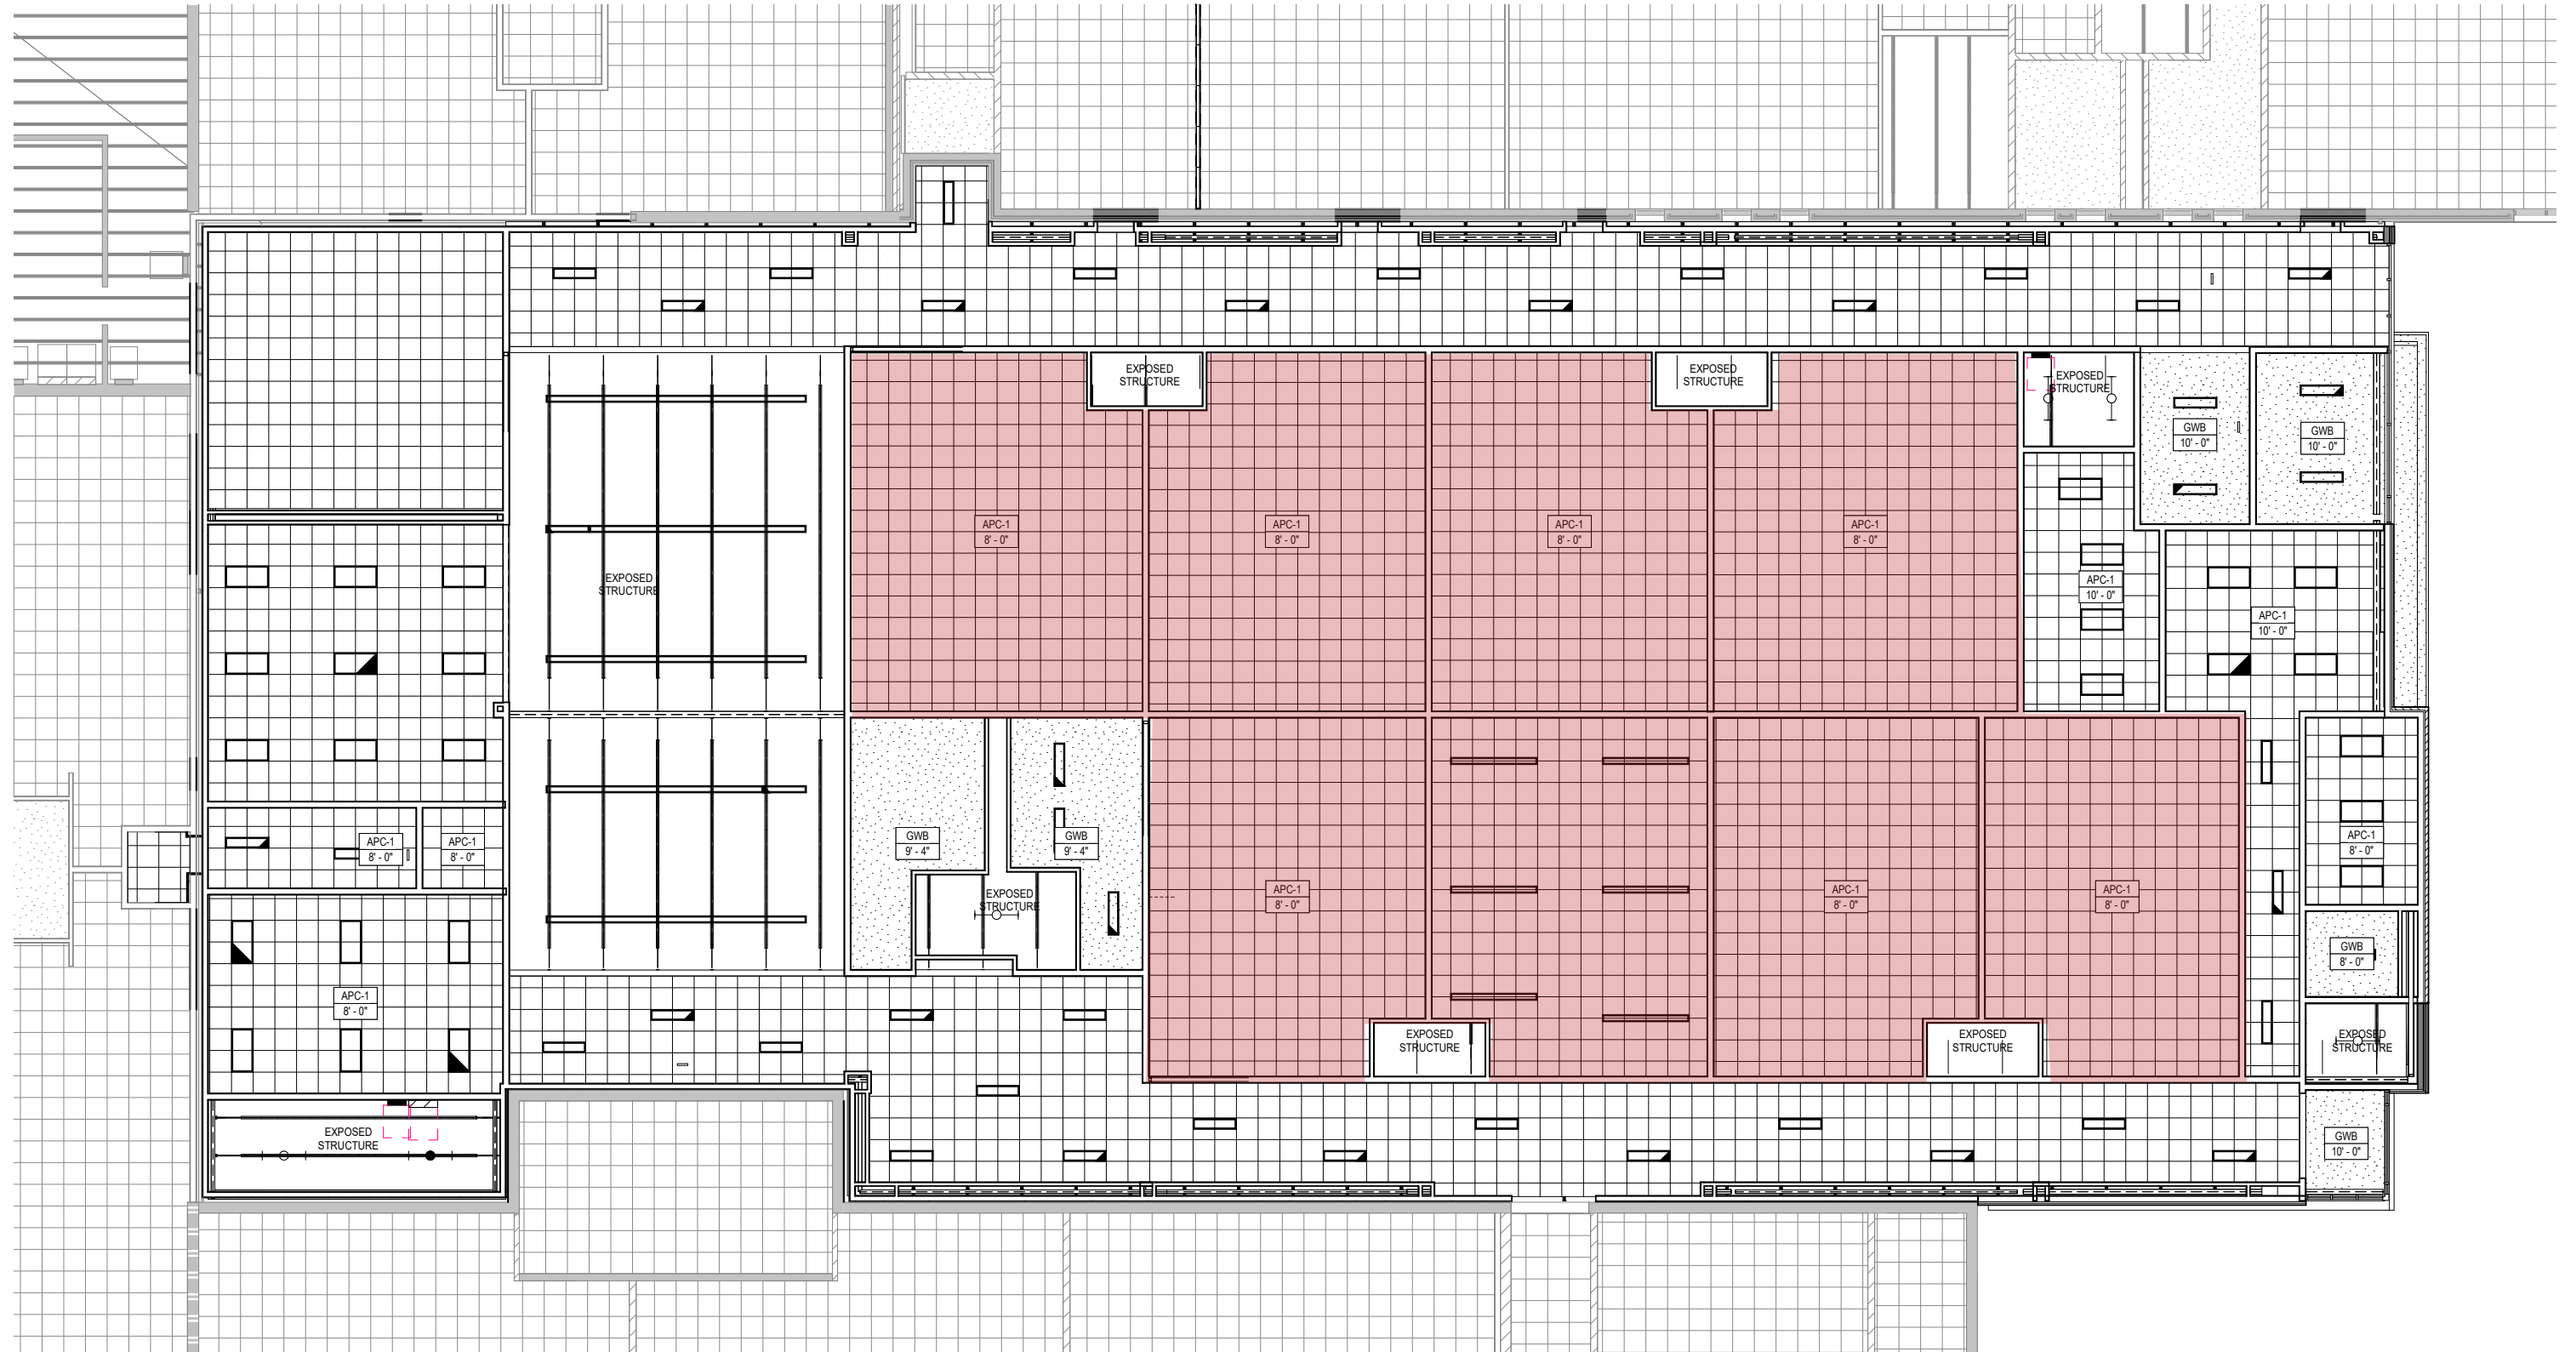 EXPOSED
STRUCTURE
EXPOSED
STRUCTURE
EXPOSED
STRUCTURE
GWB
10' - 0"
GWB
10' - 0"
APC-1
8' - 0"
APC-1
8' - 0"
APC-1
8' - 0"
APC-1
8' - 0"
EXPOSED
STRUCTURE
APC-1
10' - 0"
APC-1
10' - 0"
APC-1
8' - 0"
APC-1
8' - 0"
GWB
9' - 4"
GWB
9' - 4"
APC-1
8' - 0"
EXPOSED
STRUCTURE
APC-1
8' - 0"
APC-1
8' - 0"
APC-1
8' - 0"
GWB
8' - 0"
APC-1
8' - 0"
EXPOSED
STRUCTURE
EXPOSED
STRUCTURE
EXPOSED
STRUCTURE
EXPOSED
STRUCTURE
GWB
10' - 0"